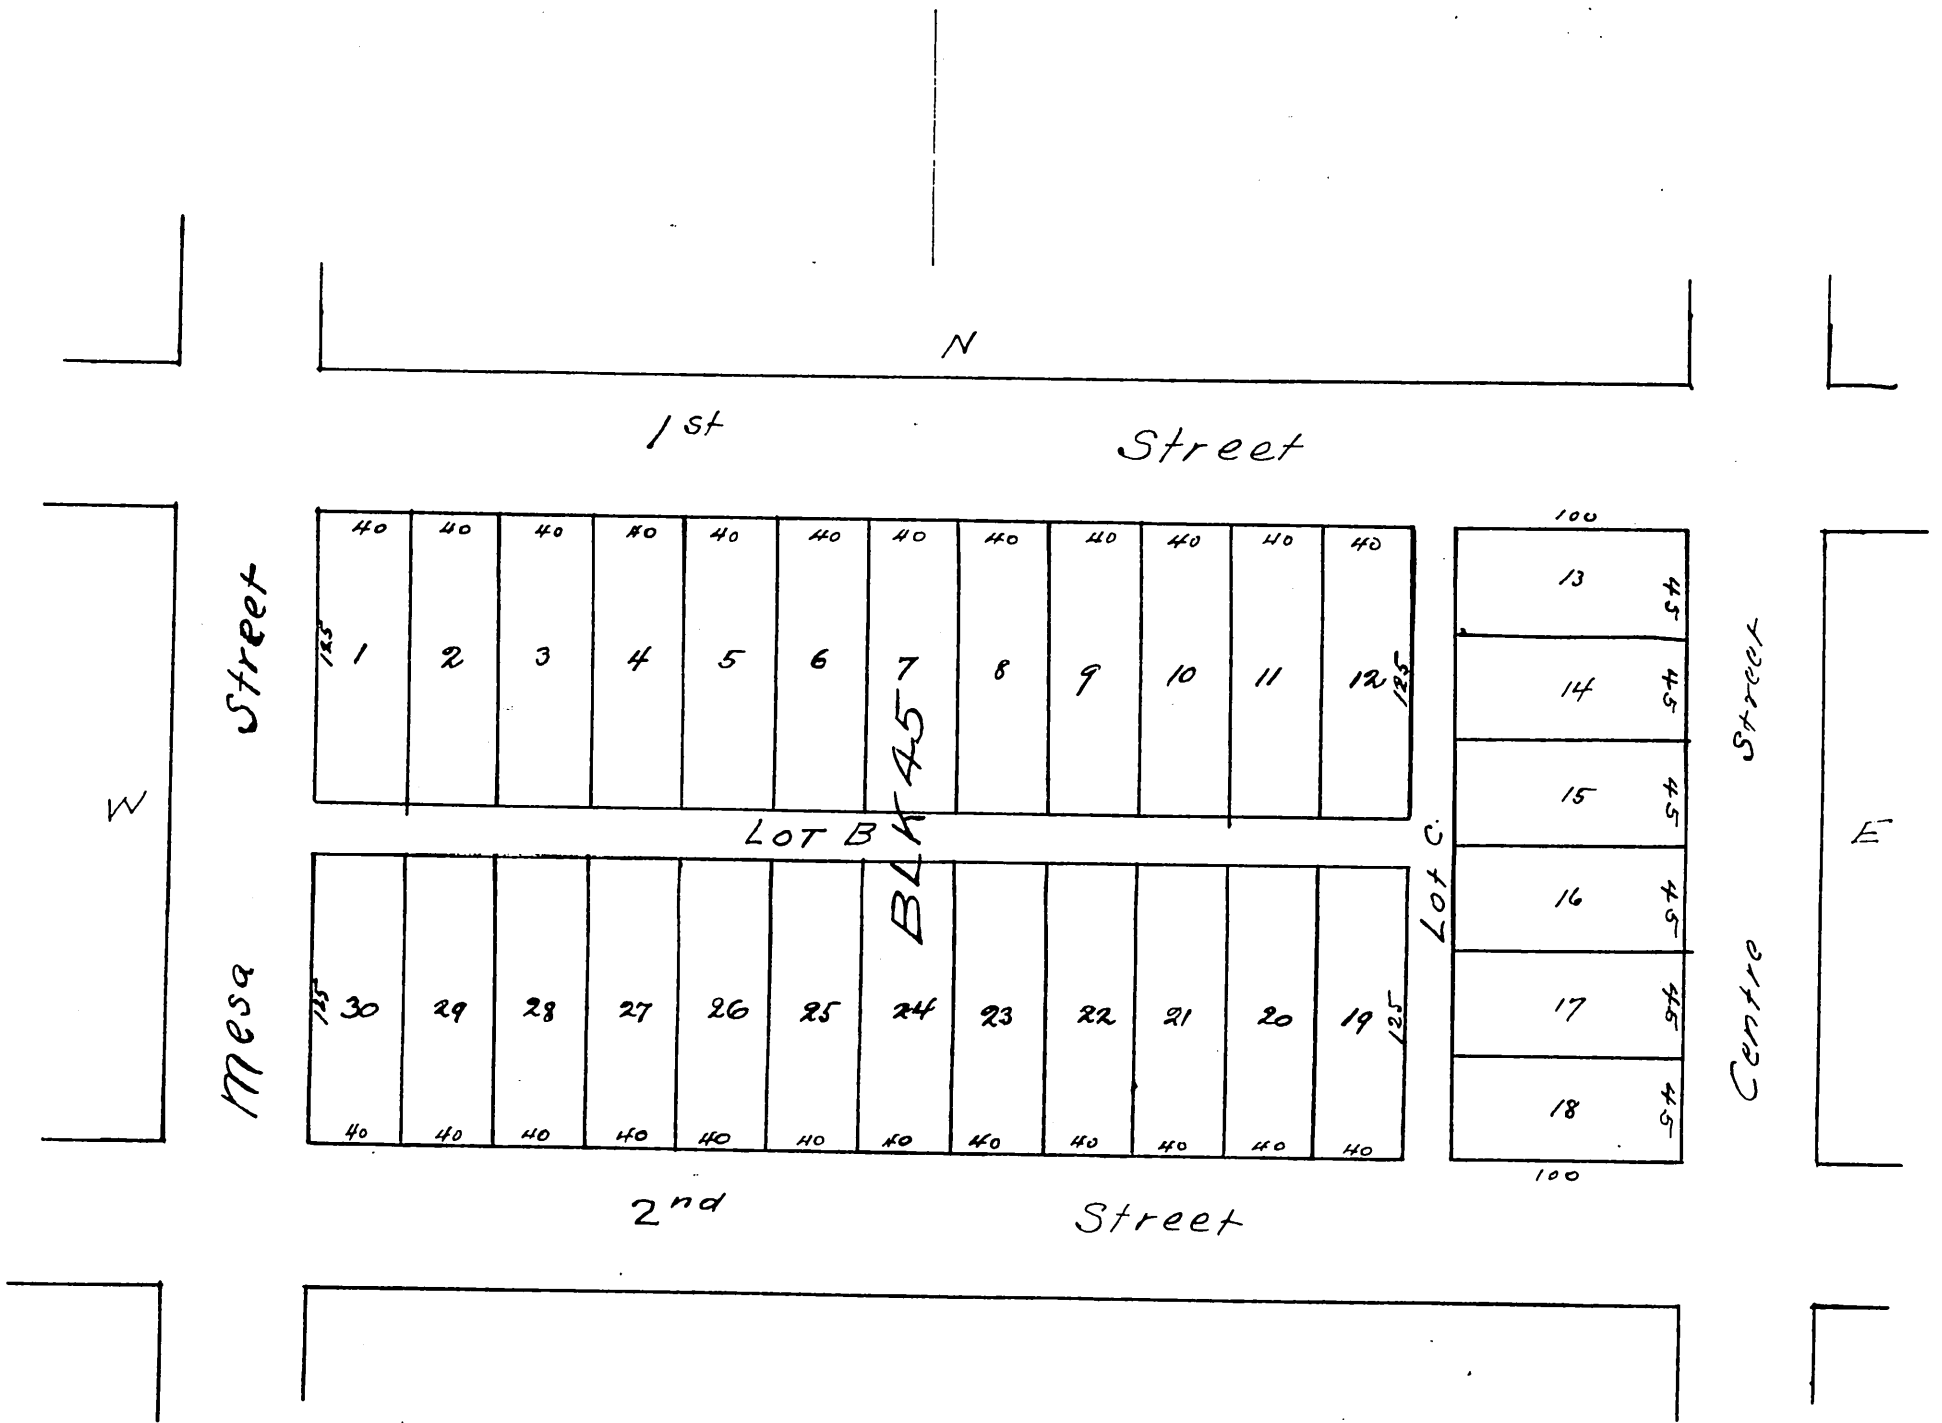 N
1st Street
40 40 40 40 40 40 40 40 40 40 40 40
100
125 1 2 3 4 5 6 7 8 9 10 11 12 125
13 45
14 45
15 45
16 45
17 45
18 45
100
LOT B
Lot C.
BLK 45
125 30 29 28 27 26 25 24 23 22 21 20 19 125
40 40 40 40 40 40 40 40 40 40 40 40
2nd Street
Mesa Street
Centre Street
W
E